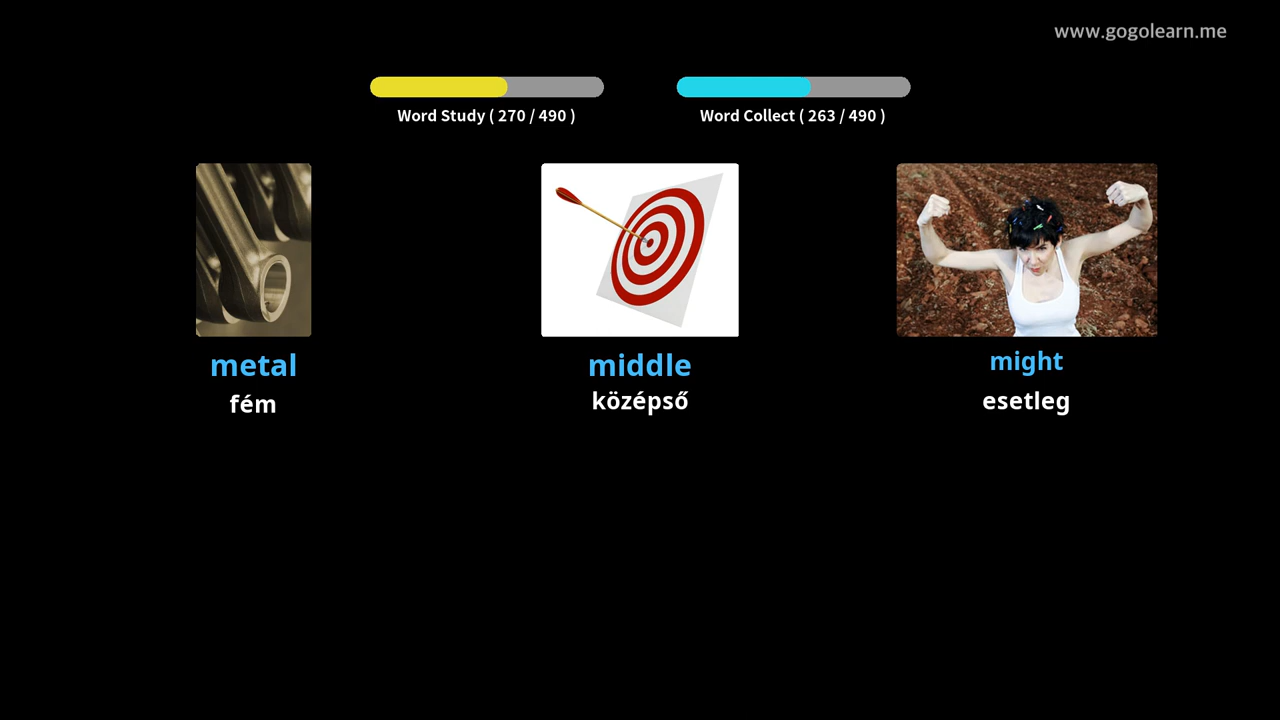 www.gogolearn.me
Word Study ( 270 / 490 )
Word Collect ( 263 / 490 )
metal
fém
middle
középső
might
esetleg